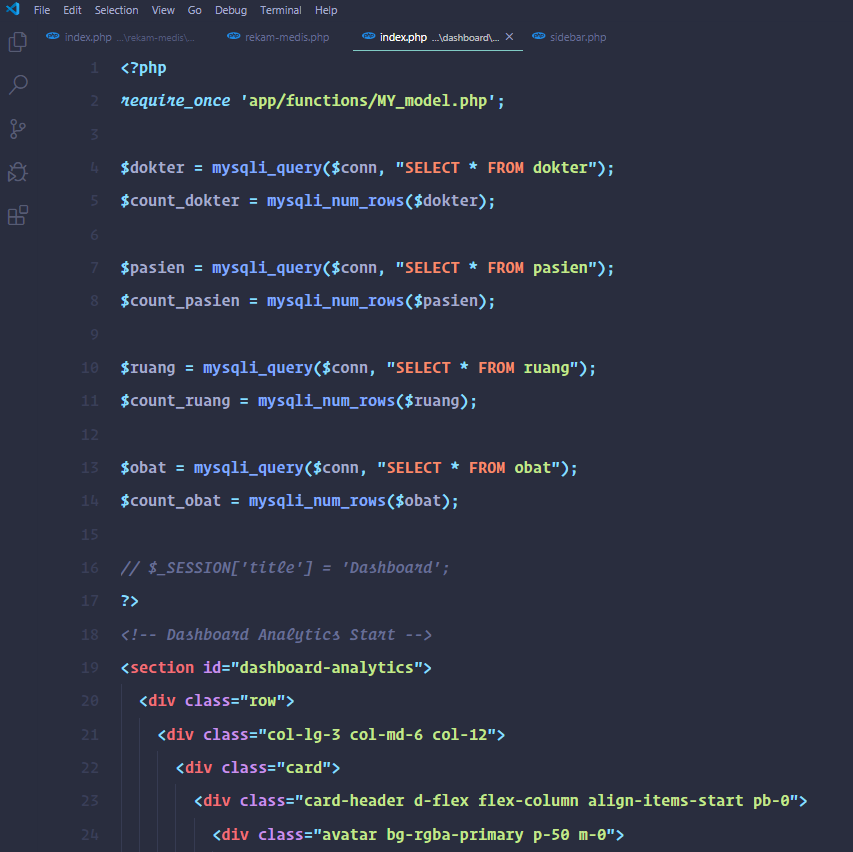 File Edit Selection View Go Debug Terminal Help
index.php ...\rekam-medis\... rekam-medis.php index.php ...\dashboard\... × sidebar.php
1 <?php
2 require_once 'app/functions/MY_model.php';
3
4 $dokter = mysqli_query($conn, "SELECT * FROM dokter");
5 $count_dokter = mysqli_num_rows($dokter);
6
7 $pasien = mysqli_query($conn, "SELECT * FROM pasien");
8 $count_pasien = mysqli_num_rows($pasien);
9
10 $ruang = mysqli_query($conn, "SELECT * FROM ruang");
11 $count_ruang = mysqli_num_rows($ruang);
12
13 $obat = mysqli_query($conn, "SELECT * FROM obat");
14 $count_obat = mysqli_num_rows($obat);
15
16 // $_SESSION['title'] = 'Dashboard';
17 ?>
18 <!-- Dashboard Analytics Start -->
19 <section id="dashboard-analytics">
20 <div class="row">
21 <div class="col-lg-3 col-md-6 col-12">
22 <div class="card">
23 <div class="card-header d-flex flex-column align-items-start pb-0">
24 <div class="avatar bg-rgba-primary p-50 m-0">